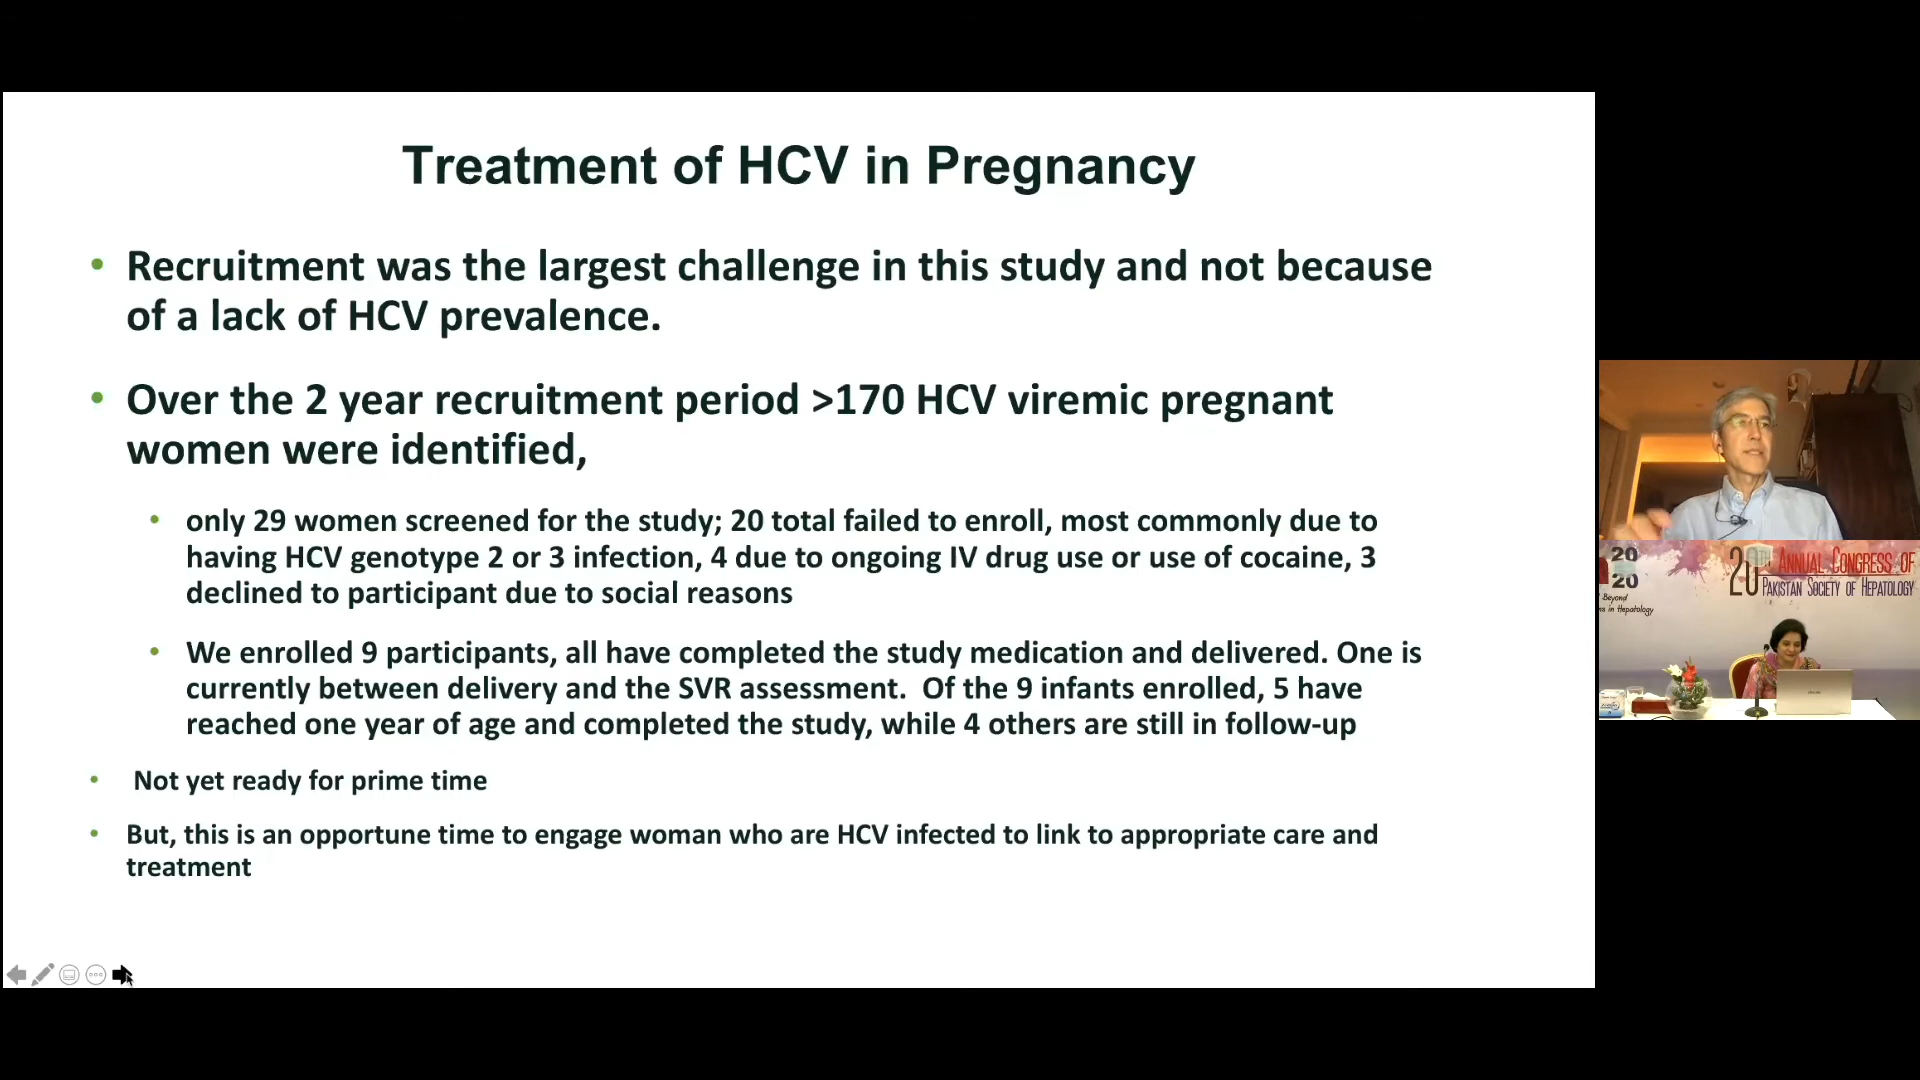 Treatment of HCV in Pregnancy
• Recruitment was the largest challenge in this study and not because
of a lack of HCV prevalence.
• Over the 2 year recruitment period >170 HCV viremic pregnant
women were identified,
• only 29 women screened for the study; 20 total failed to enroll, most commonly due to
having HCV genotype 2 or 3 infection, 4 due to ongoing IV drug use or use of cocaine, 3
declined to participant due to social reasons
• We enrolled 9 participants, all have completed the study medication and delivered. One is
currently between delivery and the SVR assessment.  Of the 9 infants enrolled, 5 have
reached one year of age and completed the study, while 4 others are still in follow-up
• Not yet ready for prime time
• But, this is an opportune time to engage woman who are HCV infected to link to appropriate care and
treatment
20
20
Beyond
in Hepatology
20TH ANNUAL CONGRESS OF
PAKISTAN SOCIETY OF HEPATOLOGY